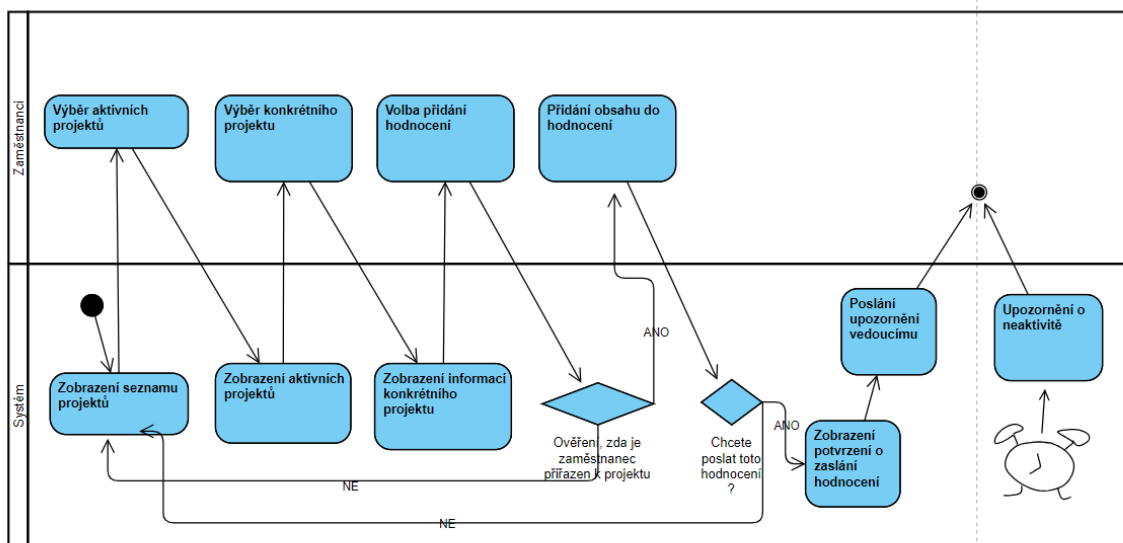 Zaměstnanci
Výběr aktivních
projektů
Výběr konkrétního
projektu
Volba přidání
hodnocení
Přidání obsahu do
hodnocení
Systém
Zobrazení seznamu
projektů
Zobrazení aktivních
projektů
Zobrazení informací
konkrétního
projektu
Ověření, zda je
zaměstnanec
přiřazen k projektu
ANO
NE
Chcete
poslat toto
hodnocení
?
ANO
NE
Zobrazení
potvrzení o
zaslání
hodnocení
Poslání
upozornění
vedoucímu
Upozornění o
neaktivitě